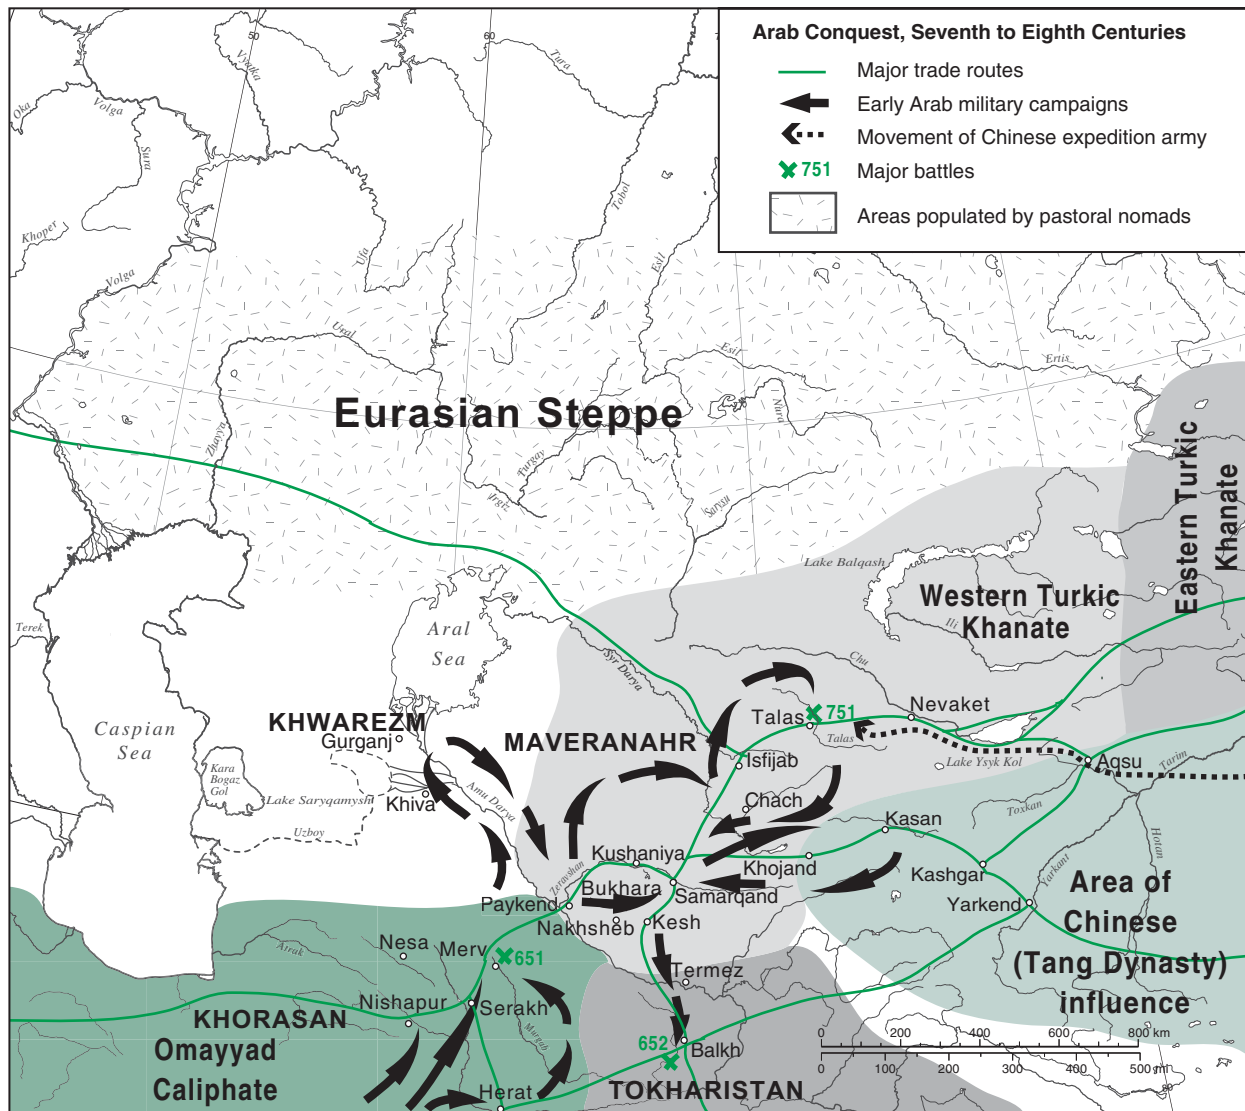 Arab Conquest, Seventh to Eighth Centuries
Major trade routes
Early Arab military campaigns
Movement of Chinese expedition army
751 Major battles
Areas populated by pastoral nomads
50
60
Oka
Volga
Vyatka
Sura
Tura
Khoper
Volga
Ufa
Tobol
Esil
Ural
Esil
Ertis
Nura
Eurasian Steppe
Zhayya
Turgay
Irgiz
Sarysu
Eastern Turkic
Khanate
Lake Balqash
Western Turkic
Khanate
Ili
Terek
Aral
Sea
Syr Darya
Chu
Caspian
Sea
KHWAREZM
Gurganj
MAVERANAHR
Talas
751
Talas
Nevaket
Isfijab
Lake Ysyk Kol
Aqsu
Tarim
Kara
Bogaz
Gol
Lake Saryqamysh
Khiva
Amu Darya
Uzboy
Chach
Toxkan
Kasan
Hotan
Kushaniya
Khojand
Kashgar
Yarkant
Zeravshan
Bukhara
Samarqand
Paykend
Nakhsheb
Kesh
Yarkend
Area of
Chinese
(Tang Dynasty)
influence
Nesa
Merv
651
Atrak
Termez
Nishapur
Serakh
KHORASAN
Omayyad
Caliphate
Murgab
652
Balkh
Herat
TOKHARISTAN
0 200 400 600 800 km
0 100 200 300 400 500 ml